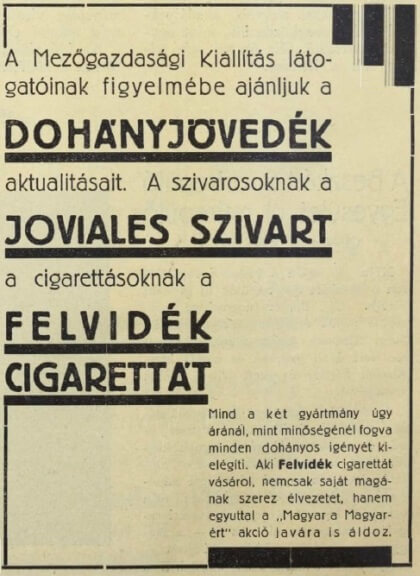 A Mezőgazdasági Kiállítás láto-
gatóinak figyelmébe ajánljuk a
DOHÁNYJÖVEDÉK
aktualitásait. A szivarosoknak a
JOVIALES SZIVART
a cigarettásoknak a
FELVIDÉK
CIGARETTÁT
Mind a két gyártmány úgy
áránál, mint minőségénél fogva
minden dohányos igényét ki-
elégíti. Aki Felvidék cigarettát
vásárol, nemcsak saját magá-
nak szerez élvezetet, hanem
egyuttal a „Magyar a Magyar-
ért" akció javára is áldoz.